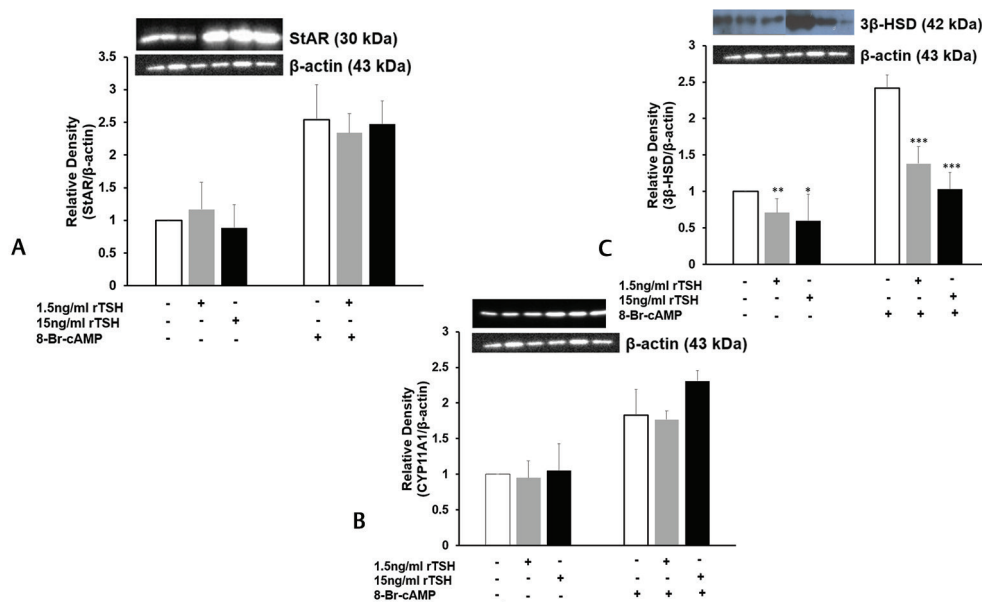 StAR (30 kDa)
β-actin (43 kDa)
3.5
3
2.5
2
1.5
1
0.5
0
Relative Density
(StAR/β-actin)
A
1.5ng/ml rTSH - + - - +
15ng/ml rTSH - - + - -
8-Br-cAMP - - - + +
β-actin (43 kDa)
3
2.5
2
1.5
1
0.5
0
Relative Density
(CYP11A1/β-actin)
B
1.5ng/ml rTSH - + - - + -
15ng/ml rTSH - - + - - +
8-Br-cAMP - - - + + +
3β-HSD (42 kDa)
β-actin (43 kDa)
3
2.5
2
1.5
1
0.5
0
Relative Density
(3β-HSD/β-actin)
** * *** ***
C
1.5ng/ml rTSH - + - - + -
15ng/ml rTSH - - + - - +
8-Br-cAMP - - - + + +